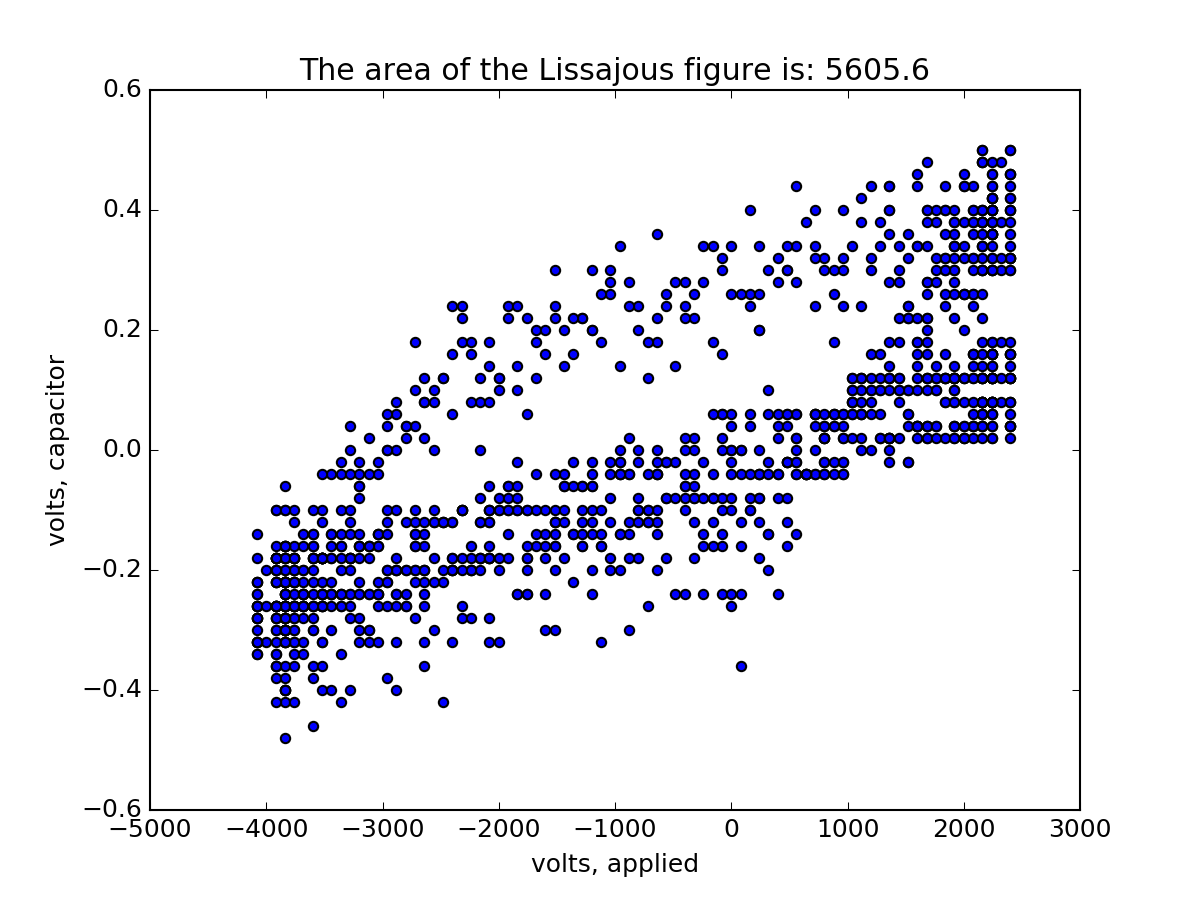 The area of the Lissajous figure is: 5605.6
0.6
0.4
0.2
0.0
−0.2
−0.4
−0.6
volts, capacitor
−5000 −4000 −3000 −2000 −1000 0 1000 2000 3000
volts, applied